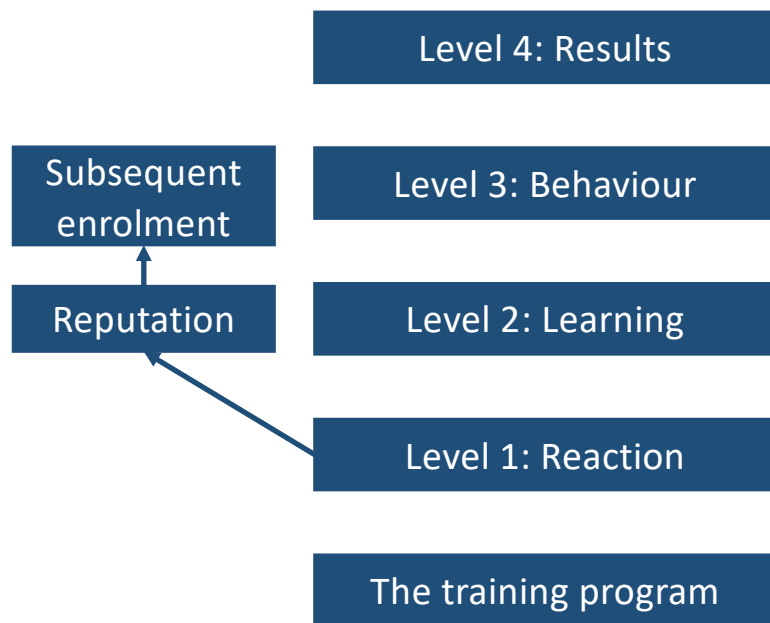 Level 4: Results
Subsequent
enrolment
Level 3: Behaviour
Reputation
Level 2: Learning
Level 1: Reaction
The training program